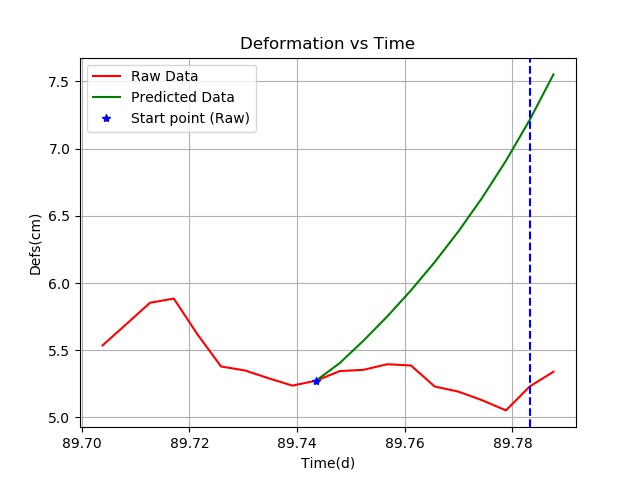 Deformation vs Time
Raw Data
Predicted Data
Start point (Raw)
7.5
7.0
6.5
6.0
5.5
5.0
Defs(cm)
89.70 89.72 89.74 89.76 89.78
Time(d)